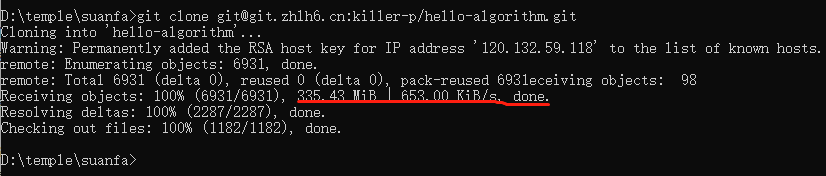 D:\temple\suanfa>git clone git@git.zhlh6.cn:killer-p/hello-algorithm.git
Cloning into 'hello-algorithm'...
Warning: Permanently added the RSA host key for IP address '120.132.59.118' to the list of known hosts.
remote: Enumerating objects: 6931, done.
remote: Total 6931 (delta 0), reused 0 (delta 0), pack-reused 6931eceiving objects:  98
Receiving objects: 100% (6931/6931), 335.43 MiB | 653.00 KiB/s, done.
Resolving deltas: 100% (2287/2287), done.
Checking out files: 100% (1182/1182), done.
D:\temple\suanfa>